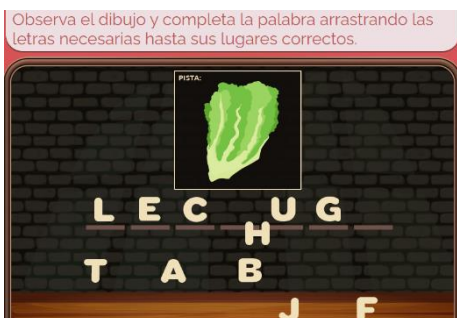 Observa el dibujo y completa la palabra arrastrando las
letras necesarias hasta sus lugares correctos.
PISTA:
L E C U G
H
T A B
J F